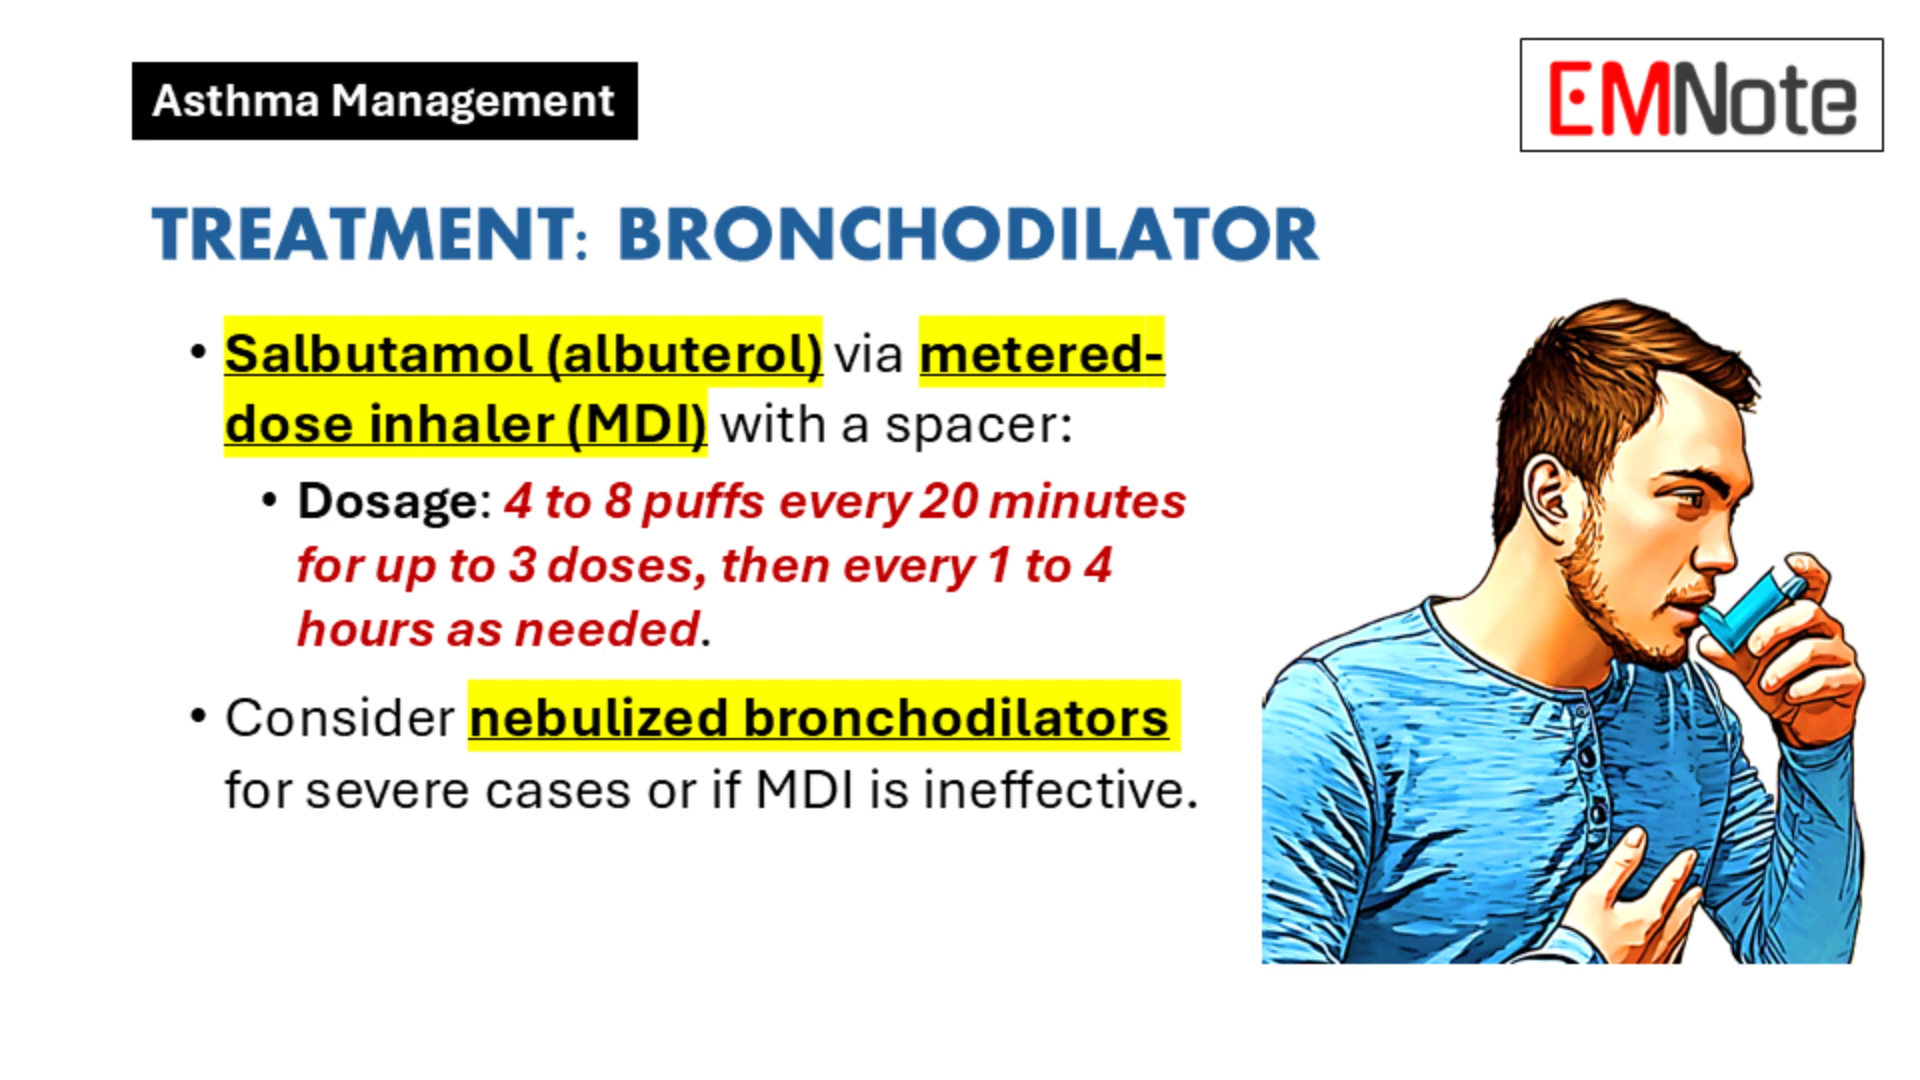 Asthma Management
EMNote
TREATMENT: BRONCHODILATOR
• Salbutamol (albuterol) via metered-
dose inhaler (MDI) with a spacer:
• Dosage: 4 to 8 puffs every 20 minutes
for up to 3 doses, then every 1 to 4
hours as needed.
• Consider nebulized bronchodilators
for severe cases or if MDI is ineffective.